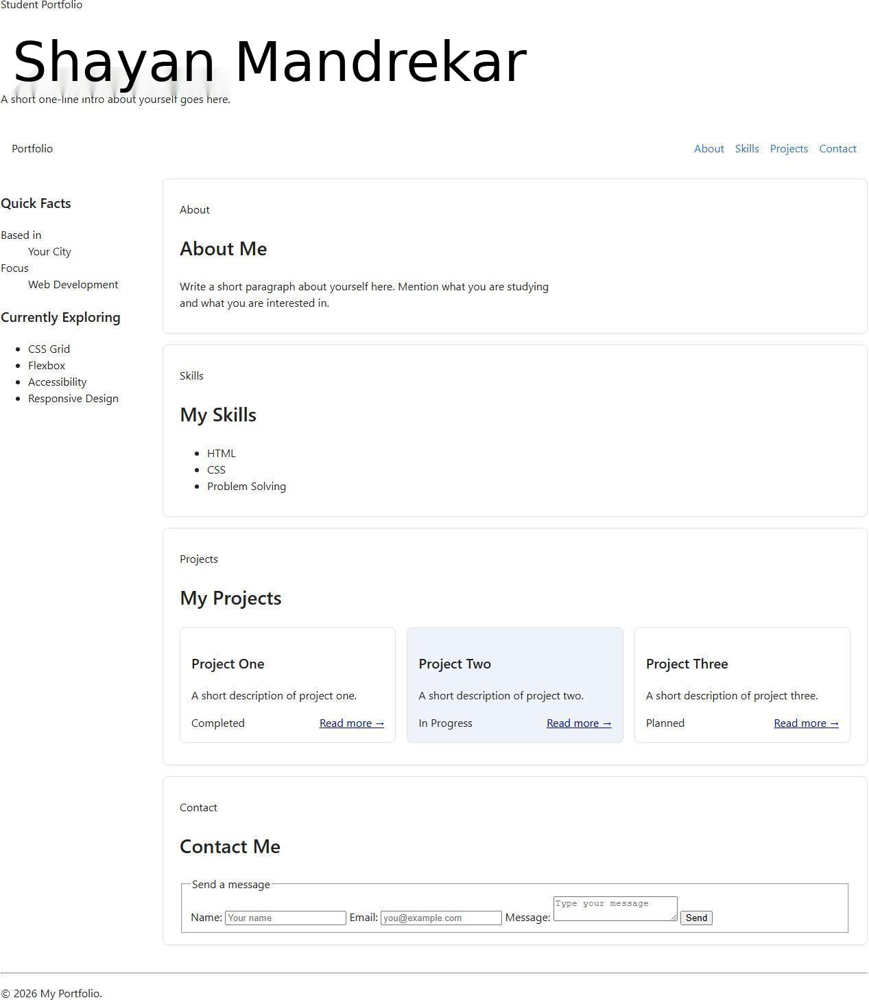 Student Portfolio
Shayan Mandrekar
A short one-line intro about yourself goes here.
Portfolio
About Skills Projects Contact
Quick Facts
Based in
Your City
Focus
Web Development
Currently Exploring
CSS Grid
Flexbox
Accessibility
Responsive Design
About
About Me
Write a short paragraph about yourself here. Mention what you are studying
and what you are interested in.
Skills
My Skills
HTML
CSS
Problem Solving
Projects
My Projects
Project One
A short description of project one.
Completed Read more →
Project Two
A short description of project two.
In Progress Read more →
Project Three
A short description of project three.
Planned Read more →
Contact
Contact Me
Send a message
Name: Your name Email: you@example.com Message: Type your message Send
© 2026 My Portfolio.